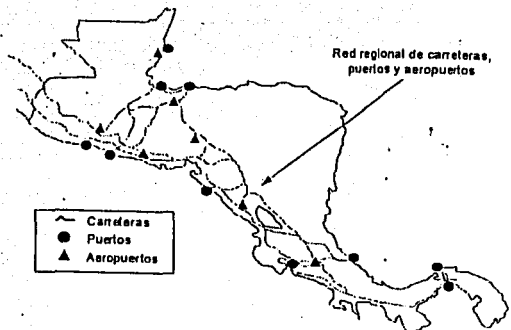 Red regional de carreteras,
puertos y aeropuertos
Carreteras
Puertos
Aeropuertos